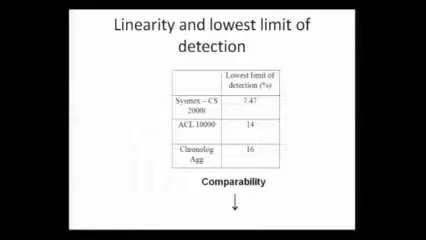 Linearity and lowest limit of
detection
Lowest limit of
detection (%)
Sysmex – CS
7.47
ACL 10000
14
Chronolog
Agg
16
Comparability